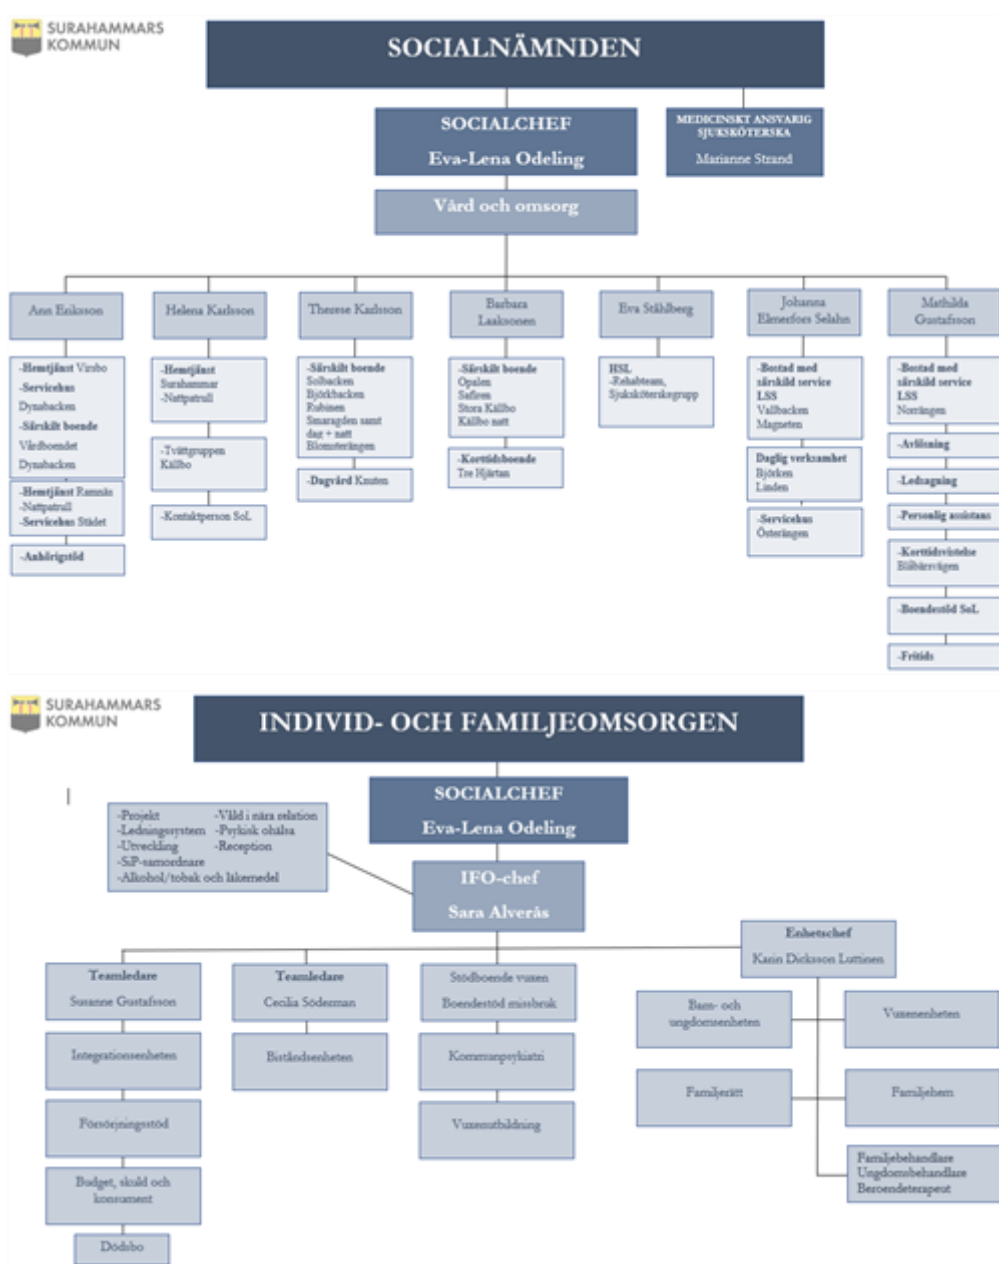 SURAHAMMARS
KOMMUN
SOCIALNÄMNDEN
SOCIALCHEF
Eva-Lena Odeling
MEDICINSKT ANSVARIG
SJUKSKÖTERSKA
Marianne Strand
Vård och omsorg
Ann Eriksson
Helena Karlsson
Therese Karlsson
Barbara
Laaksonen
Eva Ståhlberg
Johanna
Elmerfors Selahn
Mathilda
Gustafsson
-Hemtjänst Virsbo
-Servicehus
Dynabacken
-Särskilt boende
Vårdboendet
Dynabacken
-Hemtjänst Ramnäs
-Nattpatrull
-Servicehus Städet
-Anhörigstöd
-Hemtjänst
Surahammar
-Nattpatrull
-Tvättgruppen
Källbo
-Kontaktperson SoL
-Särskilt boende
Solbacken
Björkbacken
Rubinen
Smaragden samt
dag + natt
Blomsterängen
-Dagvård Knuten
-Särskilt boende
Opalen
Safiren
Stora Källbo
Källbo natt
-Korttidsboende
Tre Hjärtan
HSL
-Rehabteam,
Sjuksköterskegrupp
-Bostad med
särskild service
LSS
Vallbacken
Magneten
Daglig verksamhet
Björken
Linden
-Servicehus
Österängen
-Bostad med
särskild service
LSS
Norrängen
-Avlösning
-Ledsagning
-Personlig assistans
-Korttidsvistelse
Blåbärsvägen
-Boendestöd SoL
-Fritids
SURAHAMMARS
KOMMUN
INDIVID- OCH FAMILJEOMSORGEN
SOCIALCHEF
Eva-Lena Odeling
-Projekt -Våld i nära relation
-Ledningssystem -Psykisk ohälsa
-Utveckling -Reception
-SiP-samordnare
-Alkohol/tobak och läkemedel
IFO-chef
Sara Alverås
Enhetschef
Karin Dicksson Luttinen
Teamledare
Susanne Gustafsson
Integrationsenheten
Försörjningsstöd
Budget, skuld och
konsument
Dödsbo
Teamledare
Cecilia Söderman
Biståndsenheten
Stödboende vuxen
Boendestöd missbruk
Kommunpsykiatri
Vuxenutbildning
Barn- och
ungdomsenheten
Vuxenenheten
Familjerätt
Familjehem
Familjebehandlare
Ungdomsbehandlare
Beroendeterapeut